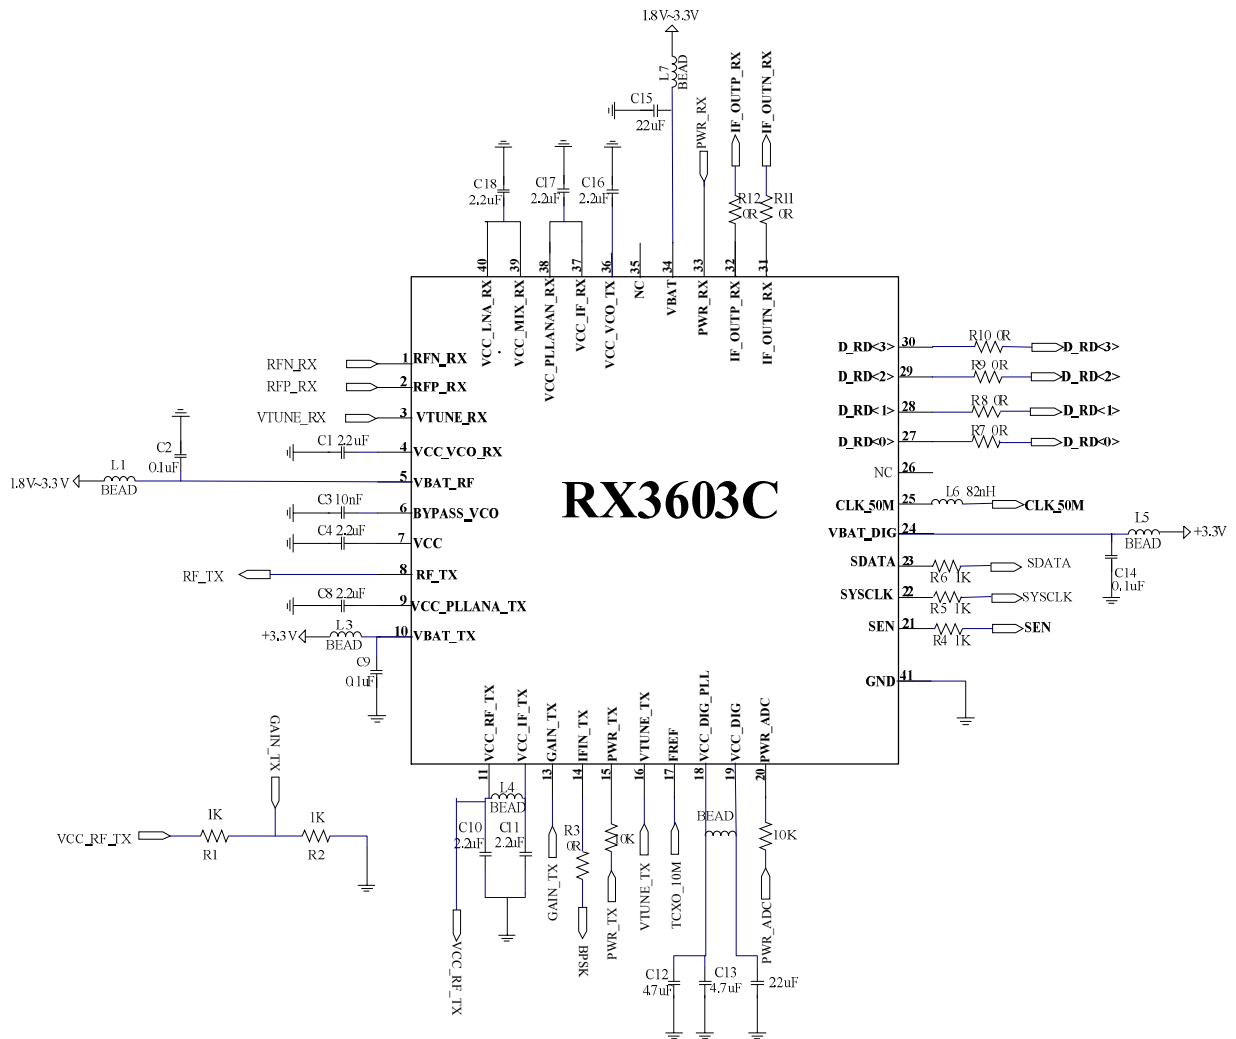 1.8V~3.3V
L7
BEAD
C15
22uF
PWR_RX
IF_OUTP_RX
IF_OUTN_RX
C18
2.2uF
C17
2.2uF
C16
2.2uF
R12
0R
R11
0R
40
39
38
37
36
35
34
33
32
31
VCC_LNA_RX
VCC_MIX_RX
VCC_PLLANAN_RX
VCC_IF_RX
VCC_VCO_TX
NC
VBAT
PWR_RX
IF_OUTP_RX
IF_OUTN_RX
RFN_RX 1 RFN_RX
RFP_RX 2 RFP_RX
VTUNE_RX 3 VTUNE_RX
C1 2.2uF 4 VCC_VCO_RX
C2
0.1uF
1.8V~3.3V L1 BEAD 5 VBAT_RF
C3 10nF 6 BYPASS_VCO
C4 2.2uF 7 VCC
RF_TX 8 RF_TX
C8 2.2uF 9 VCC_PLLANA_TX
+3.3V L3 BEAD 10 VBAT_TX
C9
0.1uF
RX3603C
D_RD<3> 30 R10 0R D_RD<3>
D_RD<2> 29 R9 0R D_RD<2>
D_RD<1> 28 R8 0R D_RD<1>
D_RD<0> 27 R7 0R D_RD<0>
NC 26
CLK_50M 25 L6 82nH CLK_50M
VBAT_DIG 24 L5 BEAD +3.3V
C14
0.1uF
SDATA 23 R6 1K SDATA
SYSCLK 22 R5 1K SYSCLK
SEN 21 R4 1K SEN
GND 41
VCC_RF_TX
VCC_IF_TX
GAIN_TX
IFIN_TX
PWR_TX
VTUNE_TX
FREF
VCC_DIG_PLL
VCC_DIG
PWR_ADC
11
12
13
14
15
16
17
18
19
20
L4
BEAD
C10
2.2uF
C11
2.2uF
R3
0R
10K
BEAD
10K
VCC_RF_TX
GAIN_TX
BPSK
PWR_TX
VTUNE_TX
TCXO_10M
PWR_ADC
C12
4.7uF
C13
4.7uF
22uF
GAIN_TX
VCC_RF_TX
1K
R1
1K
R2